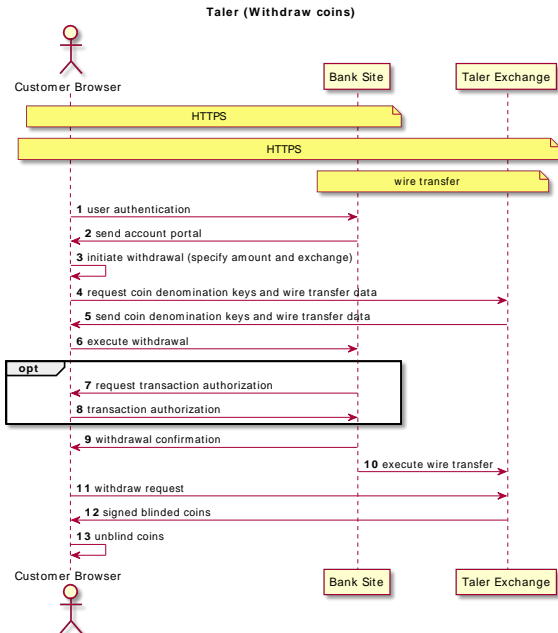 Taler (Withdraw coins)
Customer Browser
Bank Site
Taler Exchange
HTTPS
HTTPS
wire transfer
1 user authentication
2 send account portal
3 initiate withdrawal (specify amount and exchange)
4 request coin denomination keys and wire transfer data
5 send coin denomination keys and wire transfer data
6 execute withdrawal
opt
7 request transaction authorization
8 transaction authorization
9 withdrawal confirmation
10 execute wire transfer
11 withdraw request
12 signed blinded coins
13 unblind coins
Customer Browser
Bank Site
Taler Exchange